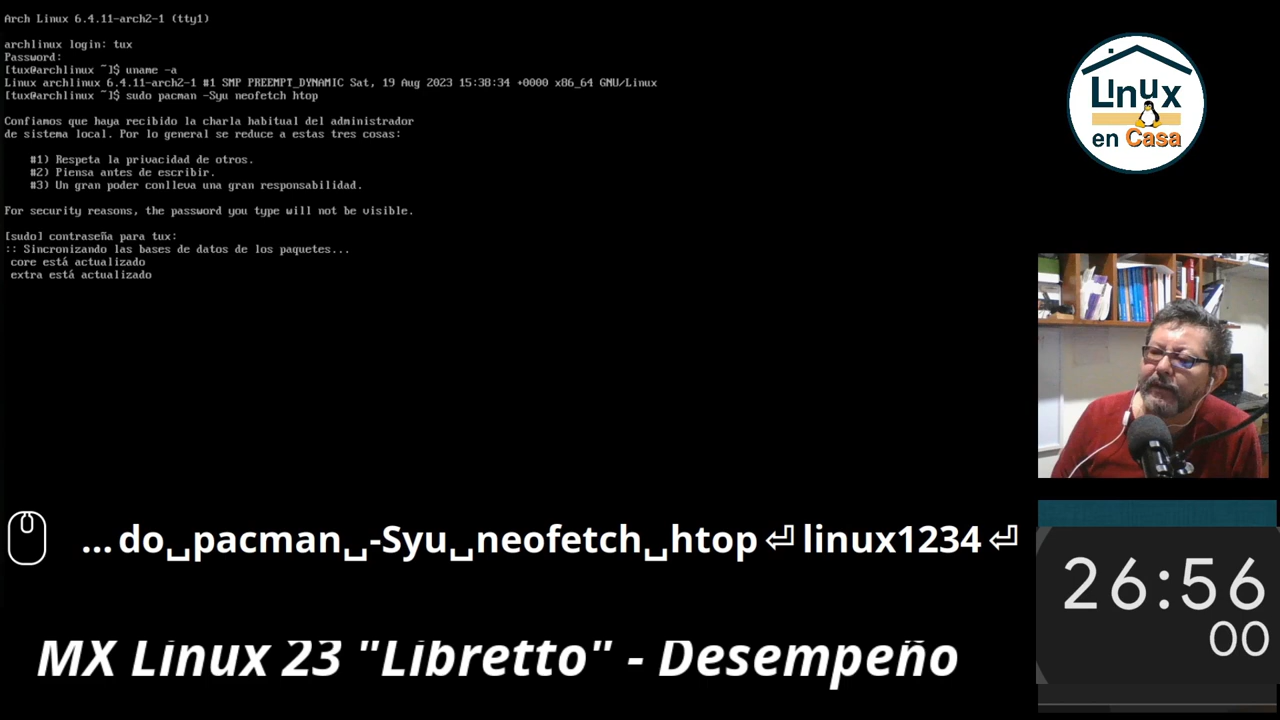 Arch Linux 6.4.11-arch2-1 (tty1)
archlinux login: tux
Password:
[tux@archlinux ~]$ uname -a
Linux archlinux 6.4.11-arch2-1 #1 SMP PREEMPT_DYNAMIC Sat, 19 Aug 2023 15:38:34 +0000 x86_64 GNU/Linux
[tux@archlinux ~]$ sudo pacman -Syu neofetch htop
Confiamos que haya recibido la charla habitual del administrador
de sistema local. Por lo general se reduce a estas tres cosas:
#1) Respeta la privacidad de otros.
#2) Piensa antes de escribir.
#3) Un gran poder conlleva una gran responsabilidad.
For security reasons, the password you type will not be visible.
[sudo] contraseña para tux:
:: Sincronizando las bases de datos de los paquetes...
core está actualizado
extra está actualizado
Linux
en Casa
...do␣pacman␣-Syu␣neofetch␣htop⏎linux1234⏎
26:56
00
MX Linux 23 "Libretto" - Desempeño